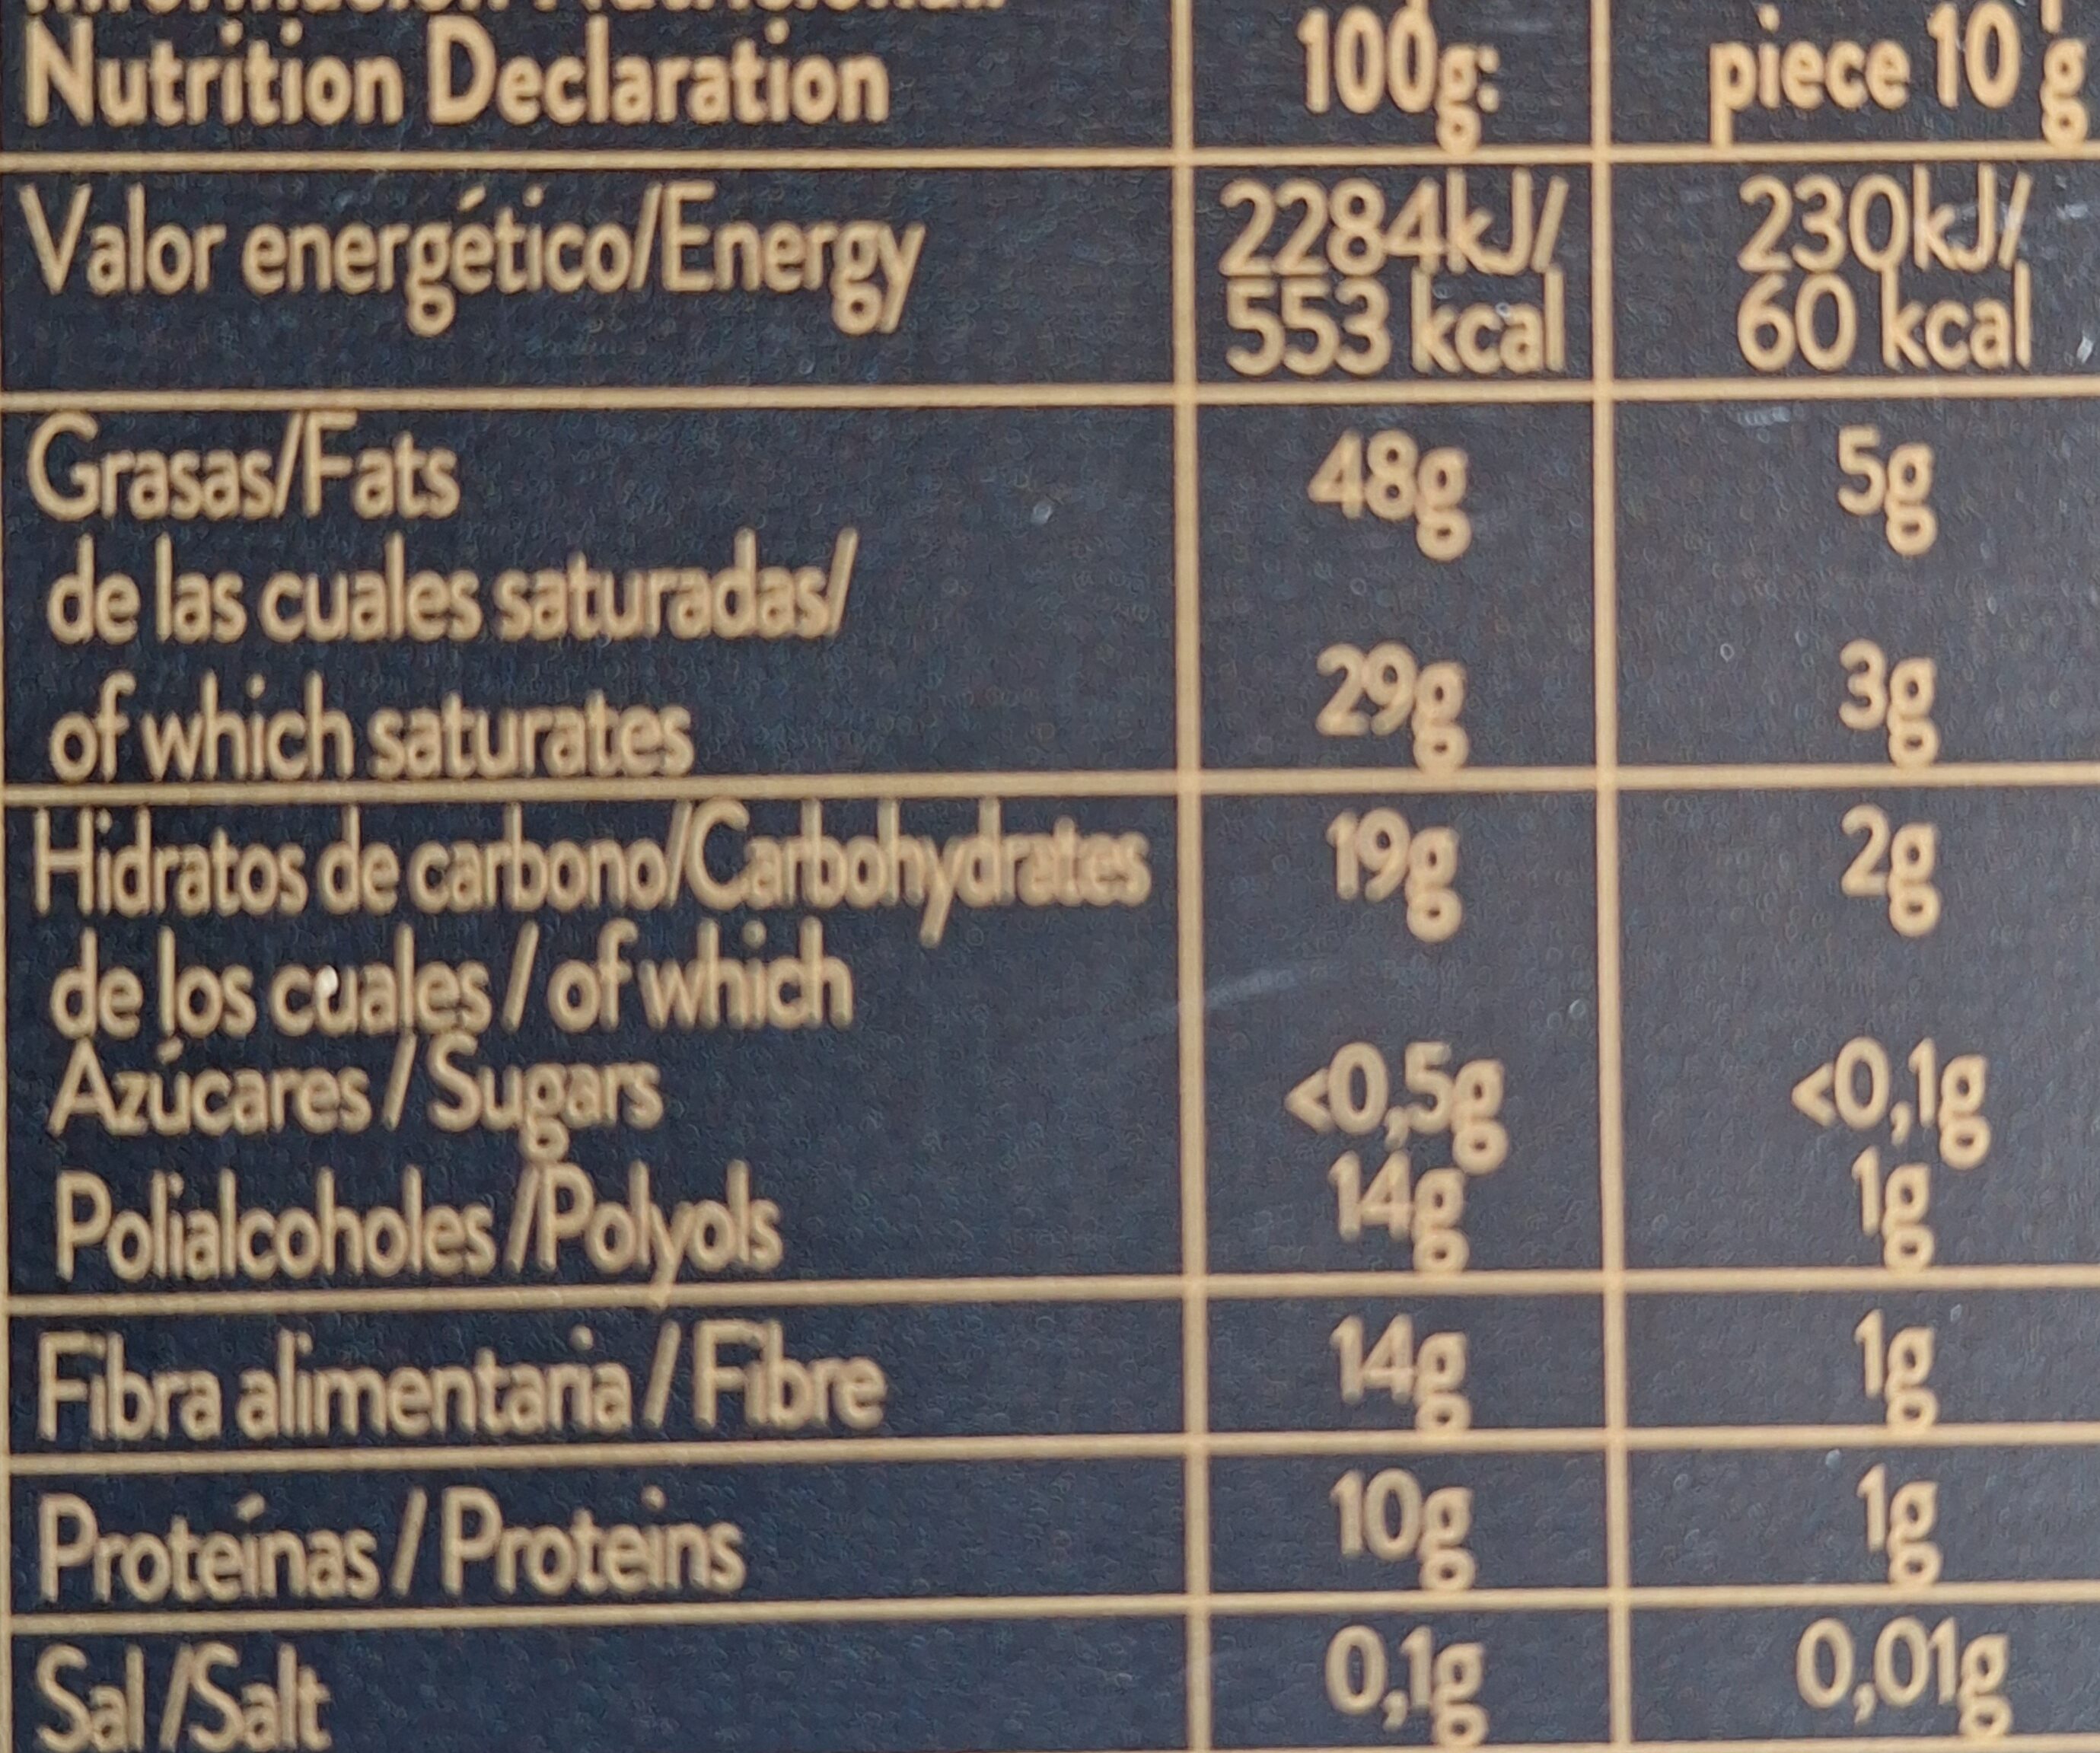 Nutrition Declaration
100g:
piece 10 g
Valor energético/Energy
2284kJ/
553 kcal
230kJ/
60 kcal
Grasas/Fats
48g
5g
de las cuales saturadas/
of which saturates
29g
3g
Hidratos de carbono/Carbohydrates
19g
2g
de los cuales / of which
Azúcares / Sugars
<0,5g
<0,1g
Polialcoholes /Polyols
14g
1g
Fibra alimentaria / Fibre
14g
1g
Proteínas / Proteins
10g
1g
Sal /Salt
0,1g
0,01g